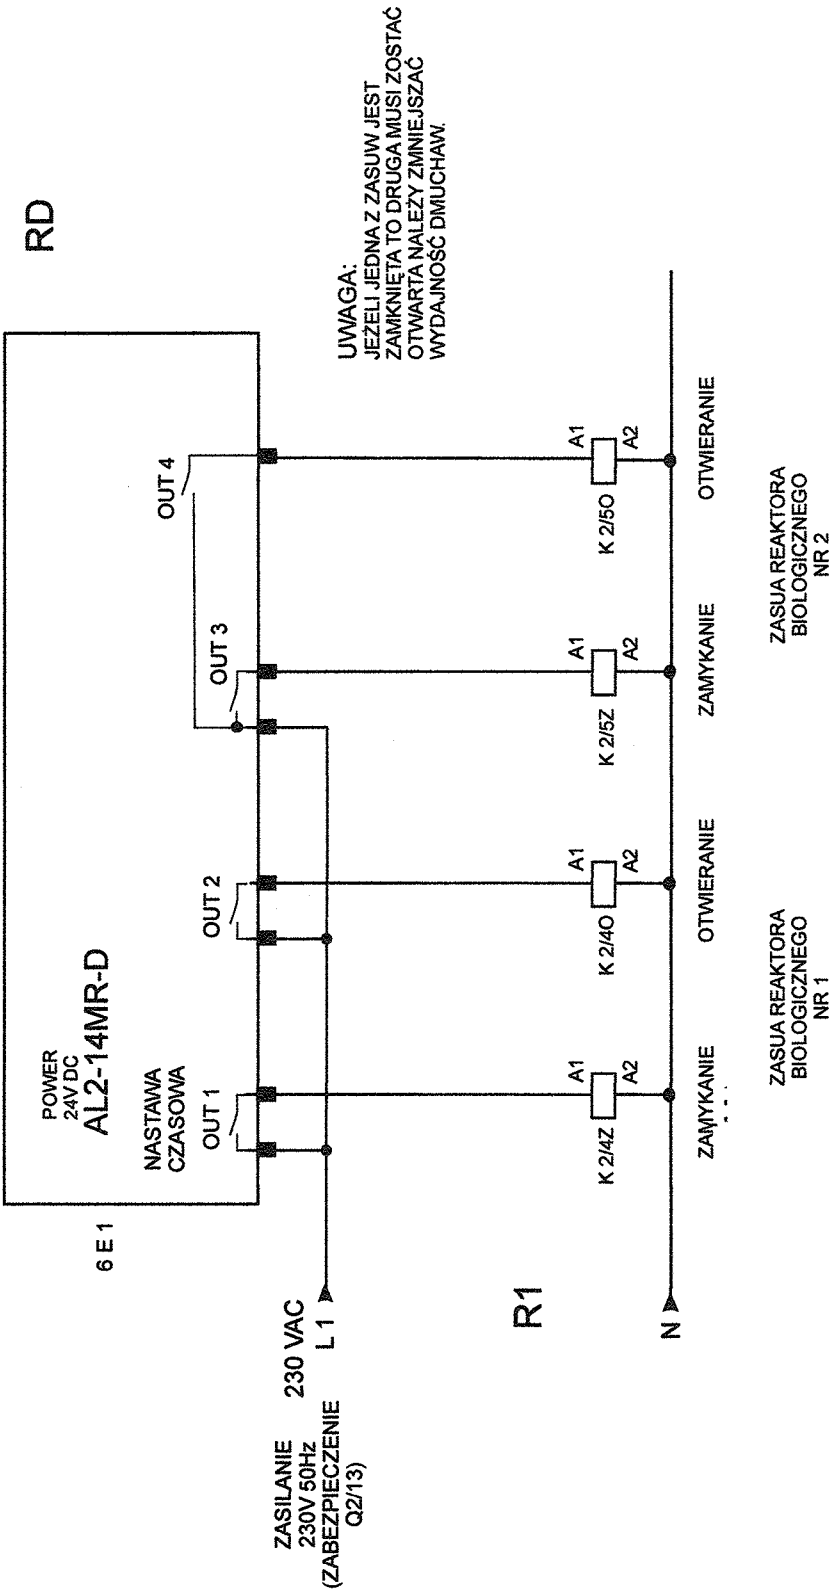 RD
POWER
24V DC
AL2-14MR-D
6 E 1
NASTAWA
CZASOWA
OUT 1
OUT 2
OUT 3
OUT 4
ZASILANIE
230V 50Hz
(ZABEZPIECZENIE
Q2/13)
230 VAC
L 1
UWAGA:
JEŻELI JEDNA Z ZASUW JEST
ZAMKNIĘTA TO DRUGA MUSI ZOSTAĆ
OTWARTA NALEŻY ZMNIEJSZAĆ
WYDAJNOŚĆ DMUCHAW.
R1
A1
K 2/4Z
A2
A1
K 2/4O
A2
A1
K 2/5Z
A2
A1
K 2/5O
A2
N
ZAMYKANIE
OTWIERANIE
ZAMYKANIE
OTWIERANIE
ZASUA REAKTORA
BIOLOGICZNEGO
NR 1
ZASUA REAKTORA
BIOLOGICZNEGO
NR 2